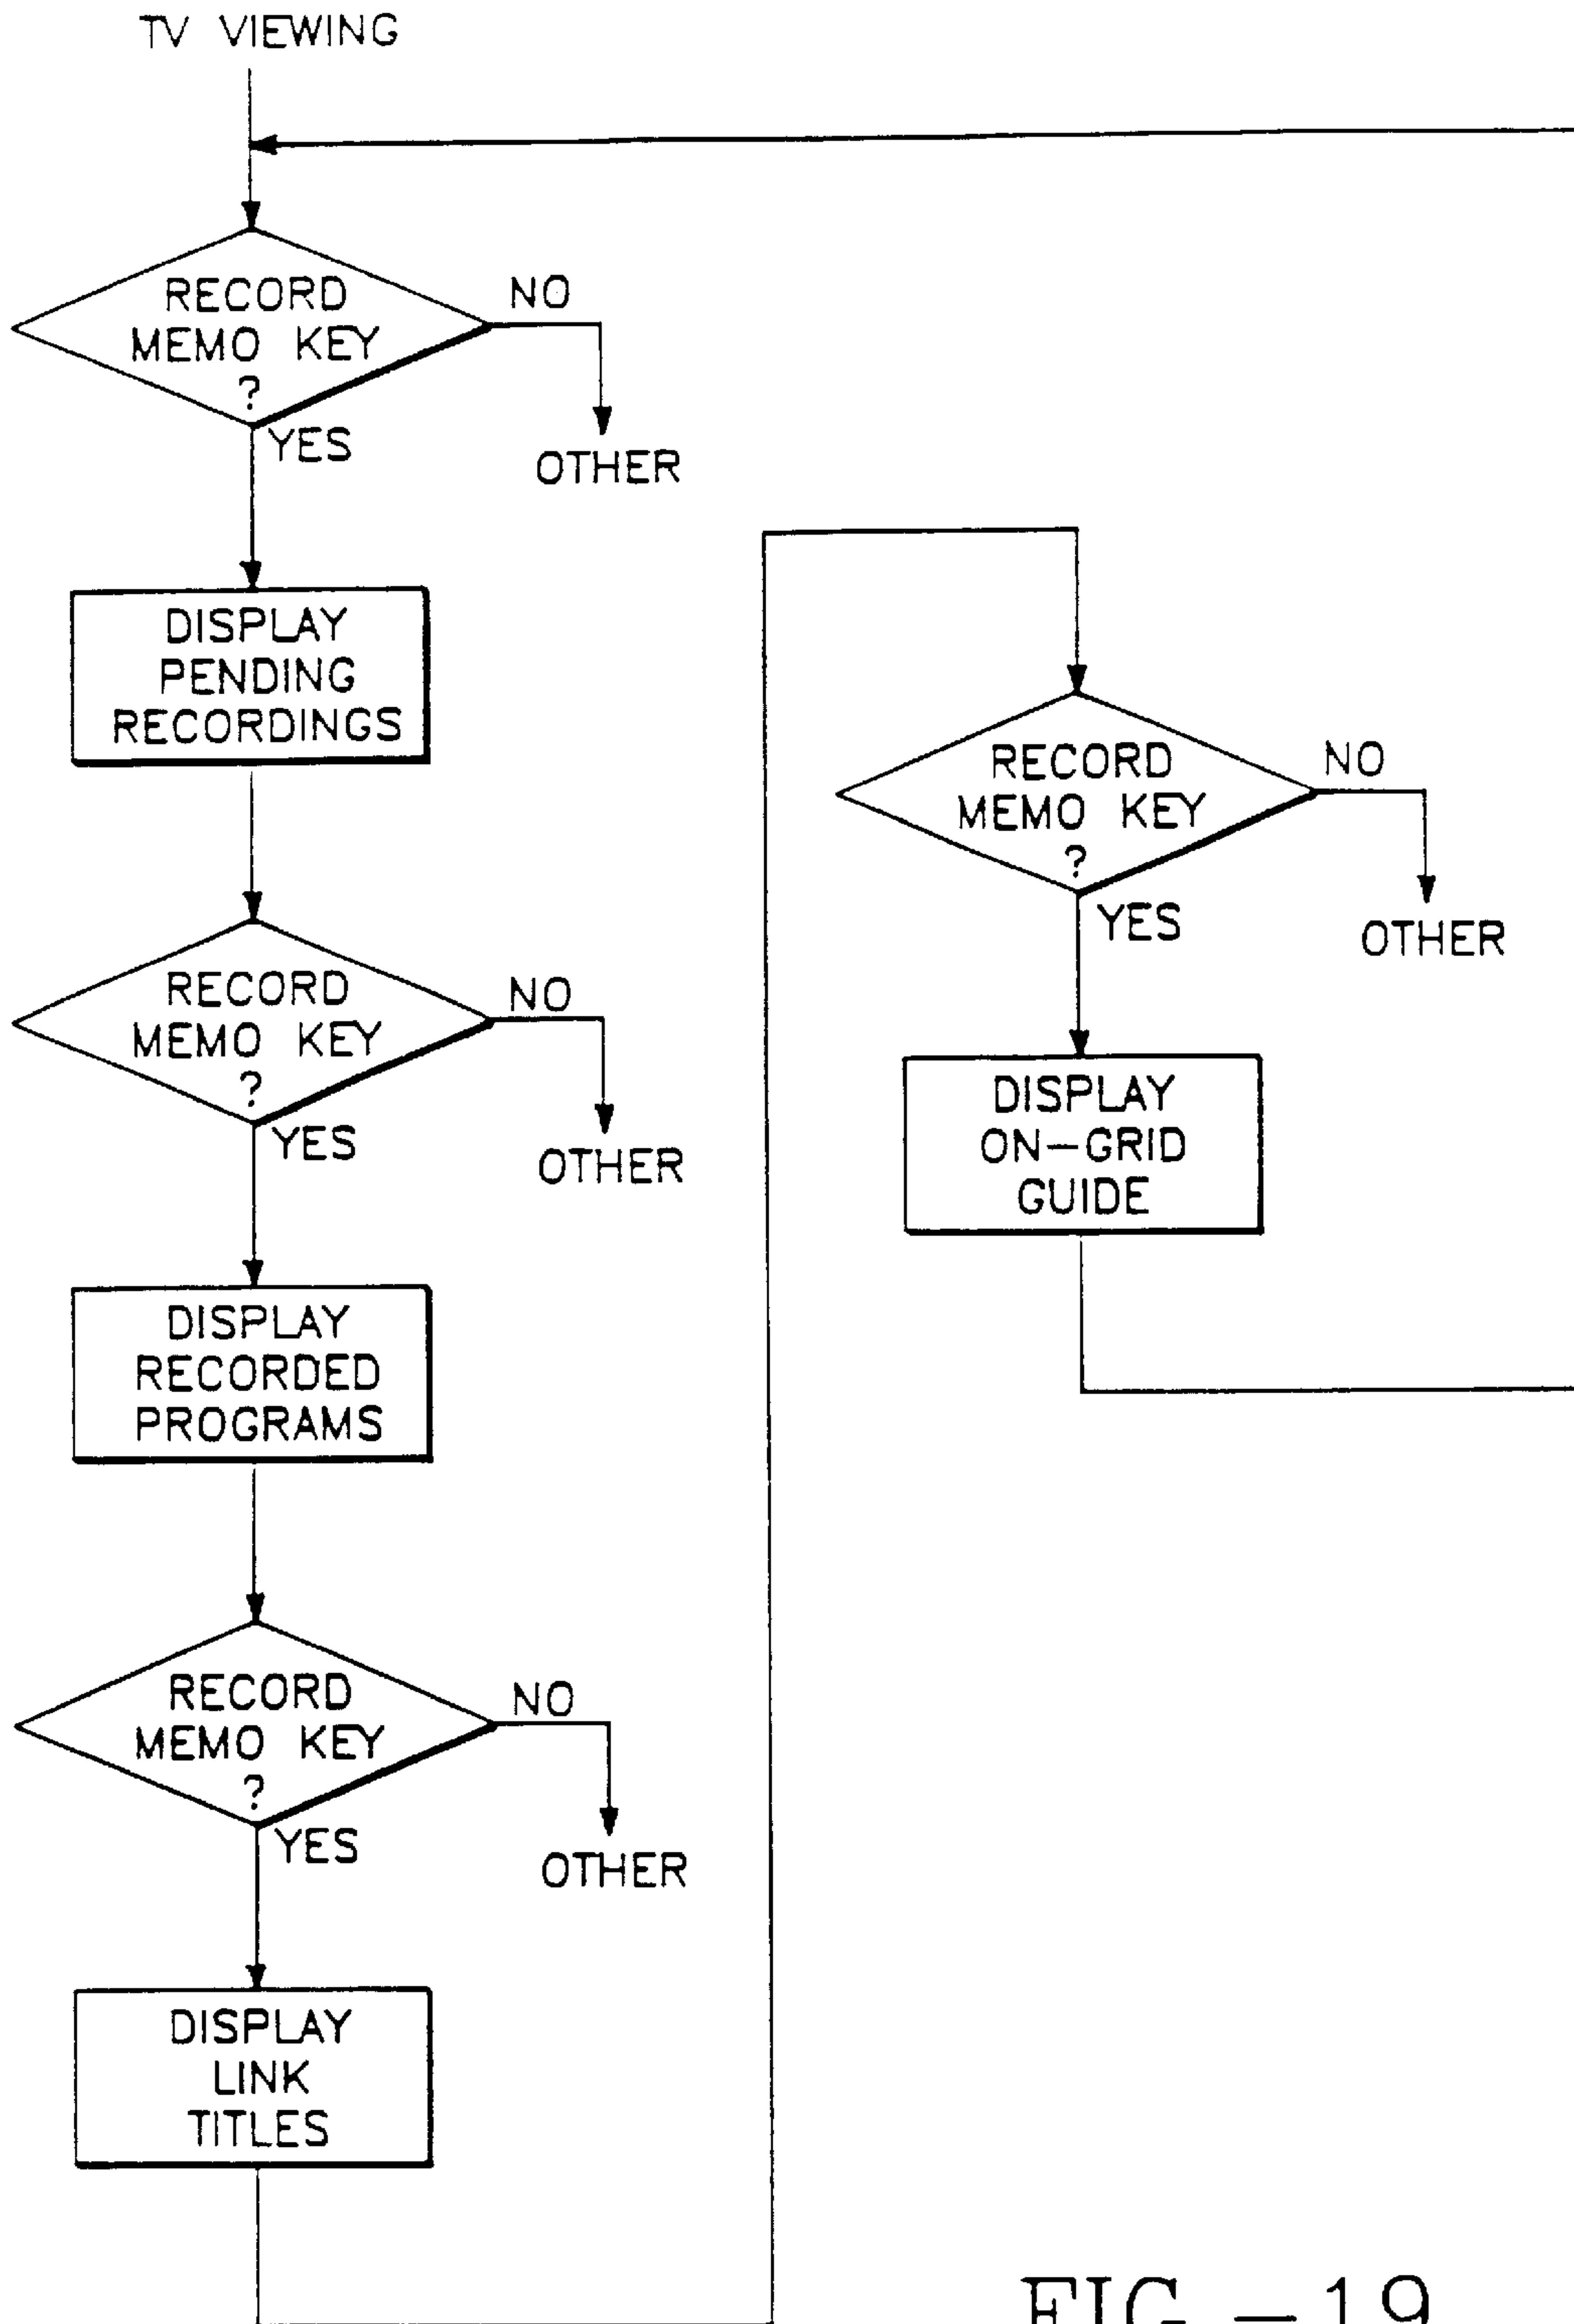 TV VIEWING
RECORD
MEMO KEY
?
NO
YES
OTHER
DISPLAY
PENDING
RECORDINGS
RECORD
MEMO KEY
?
NO
YES
OTHER
DISPLAY
RECORDED
PROGRAMS
RECORD
MEMO KEY
?
NO
YES
OTHER
DISPLAY
LINK
TITLES
RECORD
MEMO KEY
?
NO
YES
OTHER
DISPLAY
ON-GRID
GUIDE
FIG-19